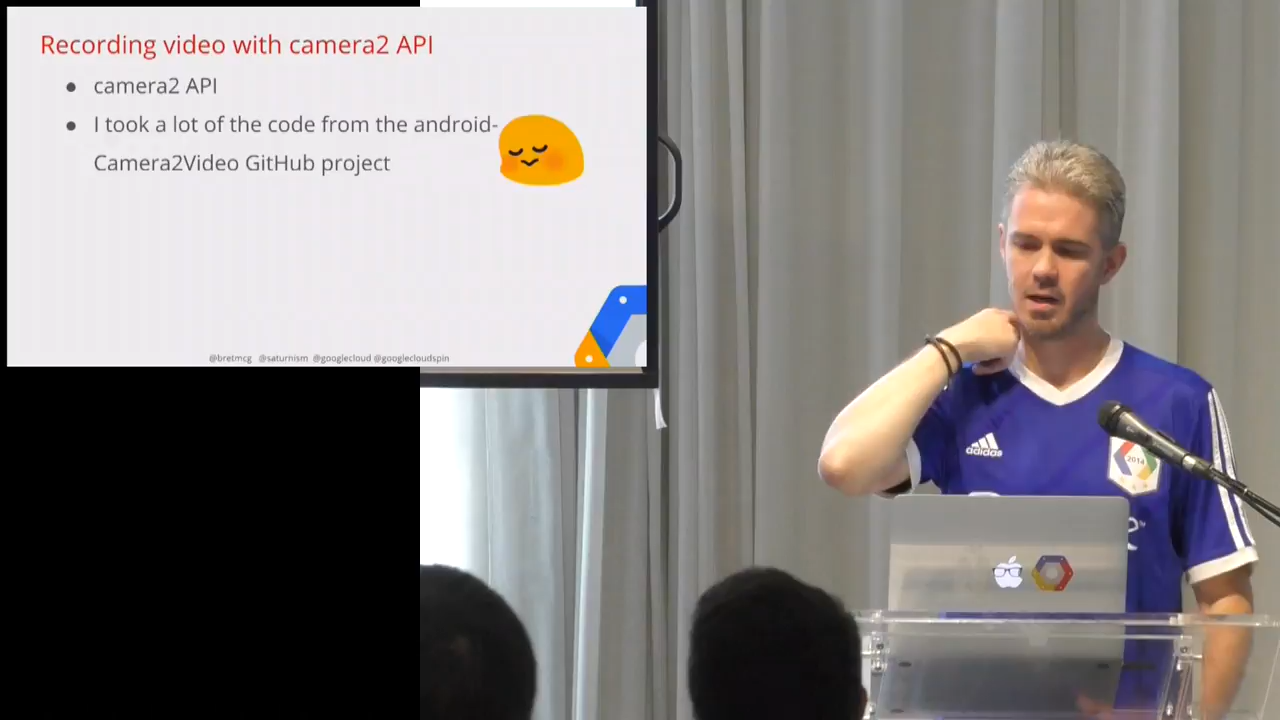 Recording video with camera2 API
● camera2 API
● I took a lot of the code from the android-
Camera2Video GitHub project
@bretmcg @saturnism @googlecloud @googlecloudspin
adidas
2014